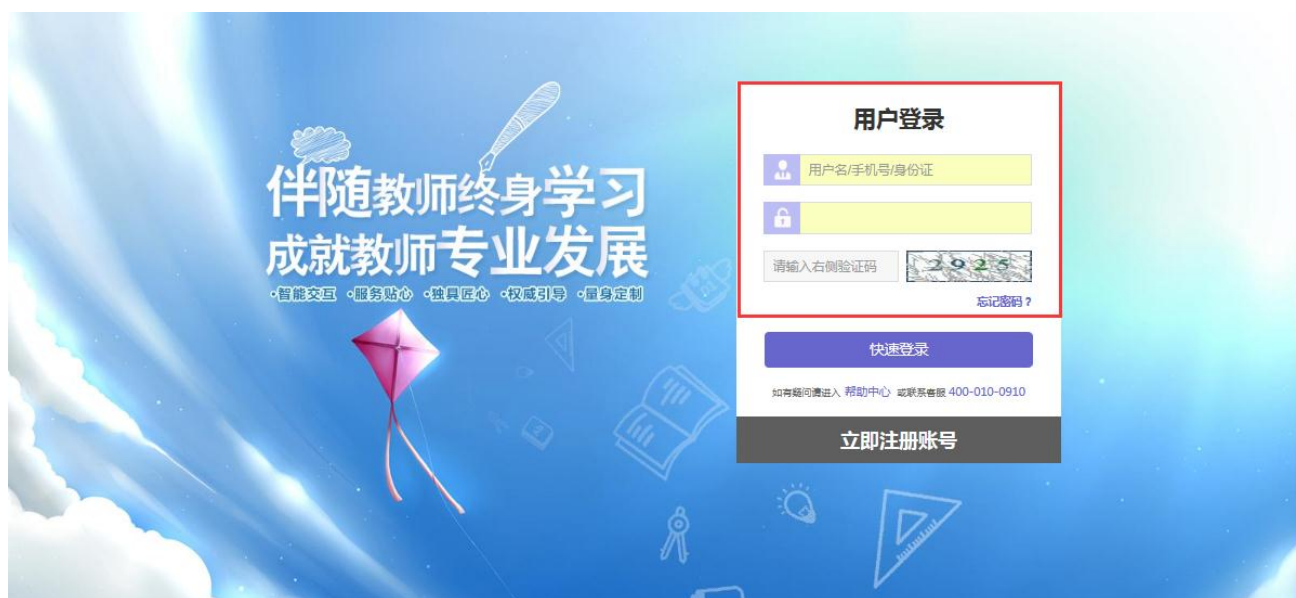 伴随教师终身学习
成就教师专业发展
·智能交互 ·服务贴心 ·独具匠心 ·权威引导 ·量身定制
用户登录
用户名/手机号/身份证
请输入右侧验证码
2925
忘记密码?
快速登录
如有疑问请进入 帮助中心 或联系客服 400-010-0910
立即注册账号